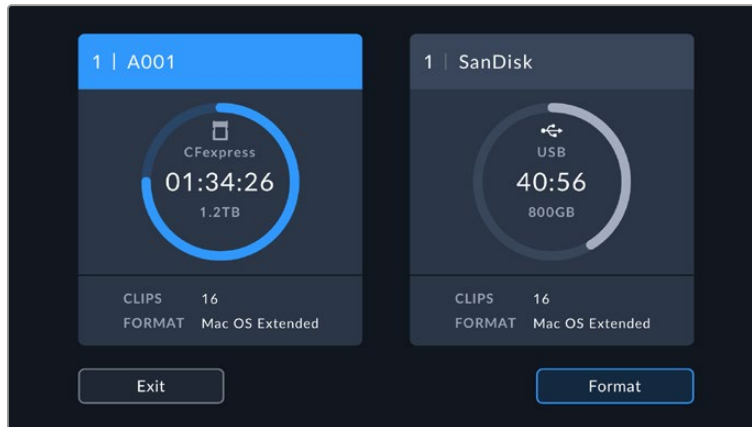 1 | A001
CFexpress
01:34:26
1.2TB
CLIPS 16
FORMAT Mac OS Extended
1 | SanDisk
USB
40:56
800GB
CLIPS 16
FORMAT Mac OS Extended
Exit
Format